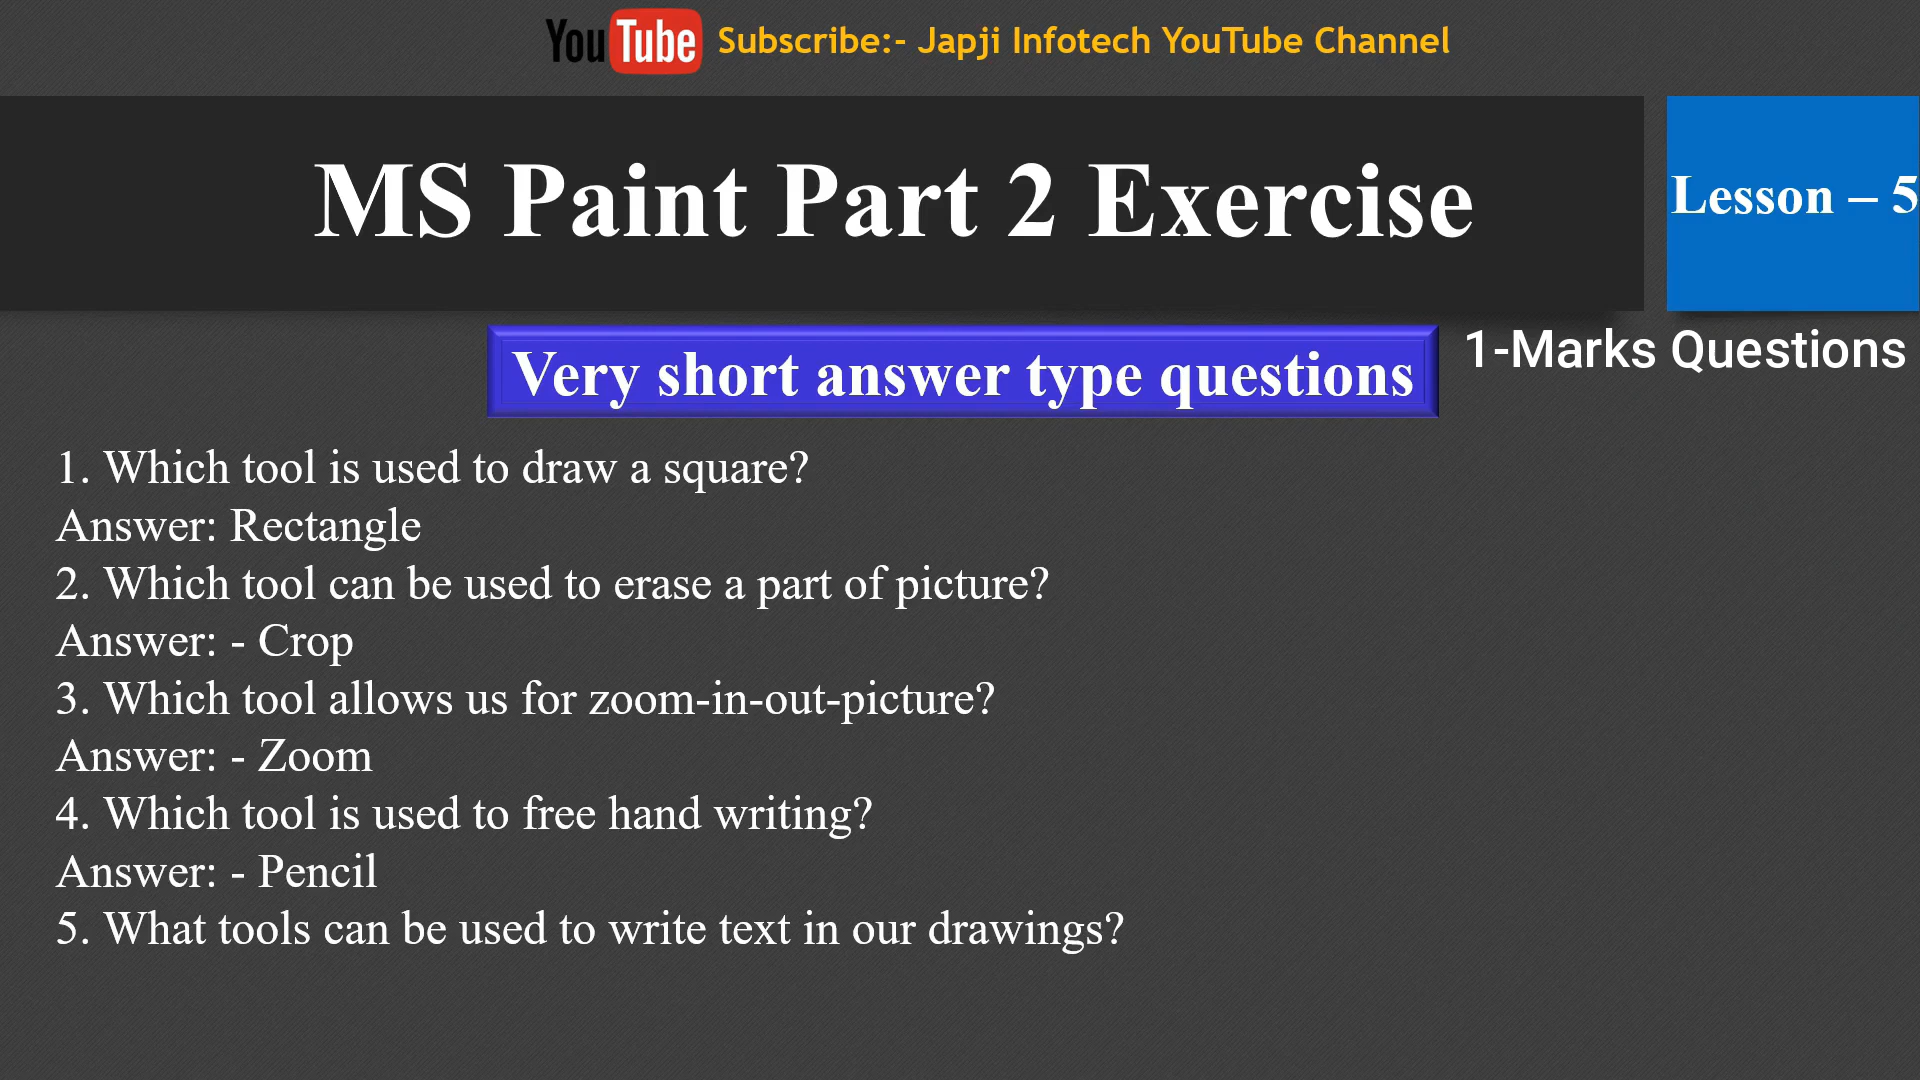 YouTube Subscribe:- Japji Infotech YouTube Channel
MS Paint Part 2 Exercise
Lesson – 5
Very short answer type questions
1-Marks Questions
1. Which tool is used to draw a square?
Answer: Rectangle
2. Which tool can be used to erase a part of picture?
Answer: - Crop
3. Which tool allows us for zoom-in-out-picture?
Answer: - Zoom
4. Which tool is used to free hand writing?
Answer: - Pencil
5. What tools can be used to write text in our drawings?